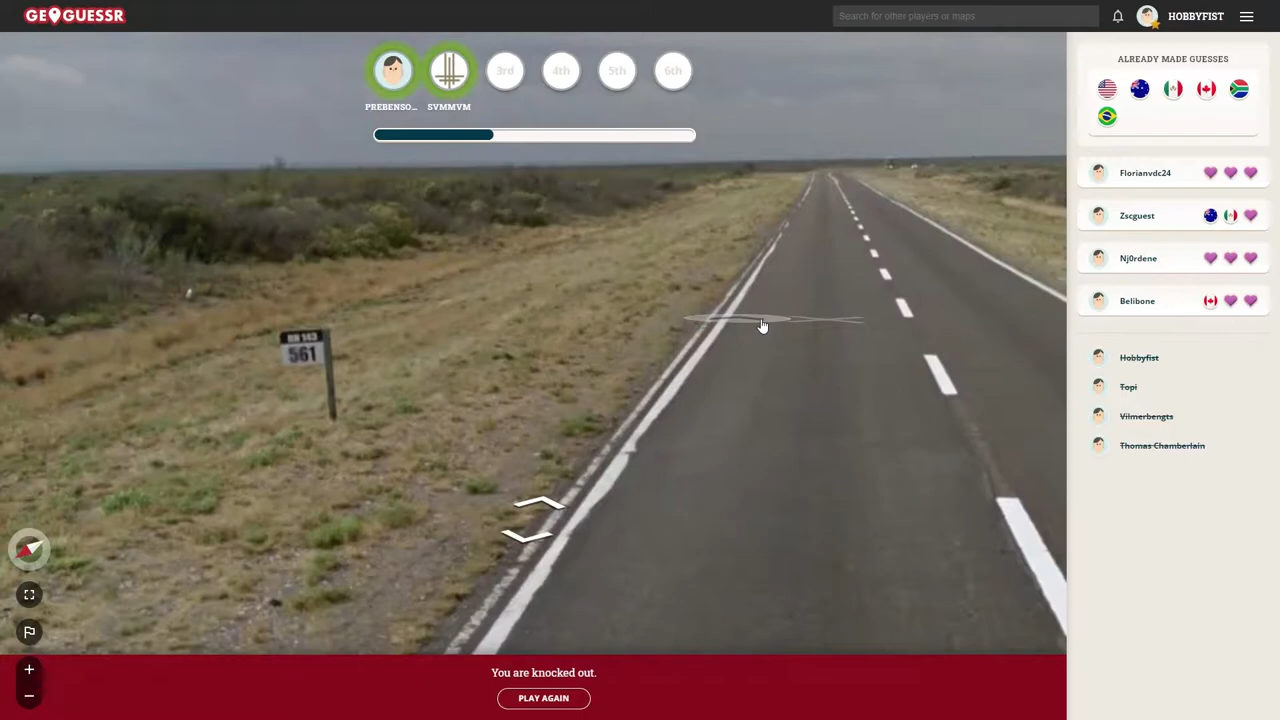 GEOGUESSR
Search for other players or maps
HOBBYFIST
3rd
4th
5th
6th
PREBENSO...
SVMMVM
ALREADY MADE GUESSES
Florianvdc24
Zscguest
Nj0rdene
Belibone
Hobbyfist
Topi
Vilmerbengts
Thomas Chamberlain
RN 143
561
You are knocked out.
PLAY AGAIN